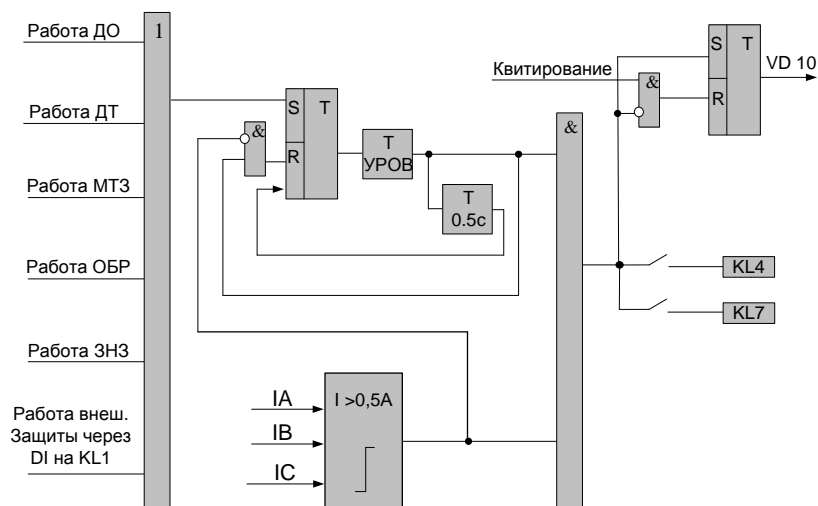 Работа ДО
Работа ДТ
Работа МТЗ
Работа ОБР
Работа ЗНЗ
Работа внеш.
Защиты через
DI на KL1
1
&
S
T
R
T
УРОВ
T
0.5с
IA
IB
IC
I >0,5A
&
Квитирование
&
S
T
R
VD 10
KL4
KL7